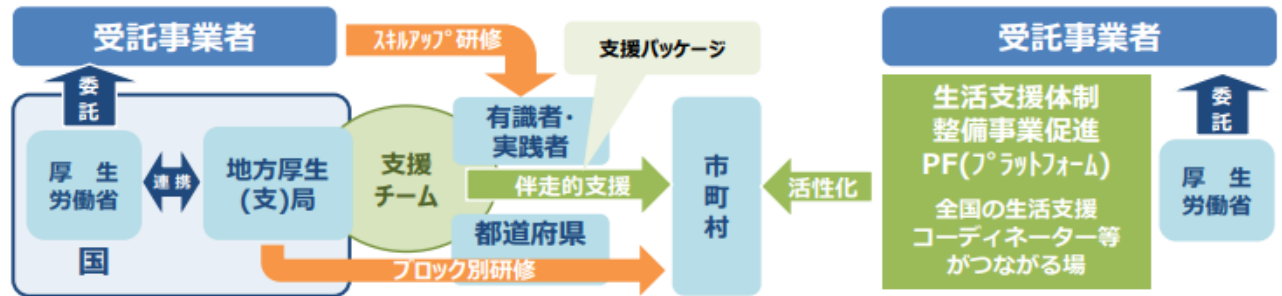 受託事業者
スキルアップ研修
支援パッケージ
委
託
厚 生
労働省
連携
地方厚生
(支)局
国
支援
チーム
有識者・
実践者
伴走的支援
都道府県
ブロック別研修
市
町
村
活性化
受託事業者
生活支援体制
整備事業促進
PF(プラットフォーム)
全国の生活支援
コーディネーター等
がつながる場
委
託
厚 生
労働省